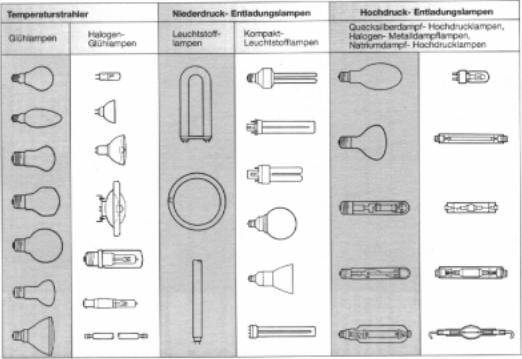 Temperaturstrahler
Niederdruck- Entladungslampen
Hochdruck- Entladungslampen
Glühlampen
Halogen-
Glühlampen
Leuchtstoff-
lampen
Kompakt-
Leuchtstofflampen
Quecksilberdampf- Hochdrucklampen,
Halogen- Metalldampflampen,
Natriumdampf- Hochdrucklampen